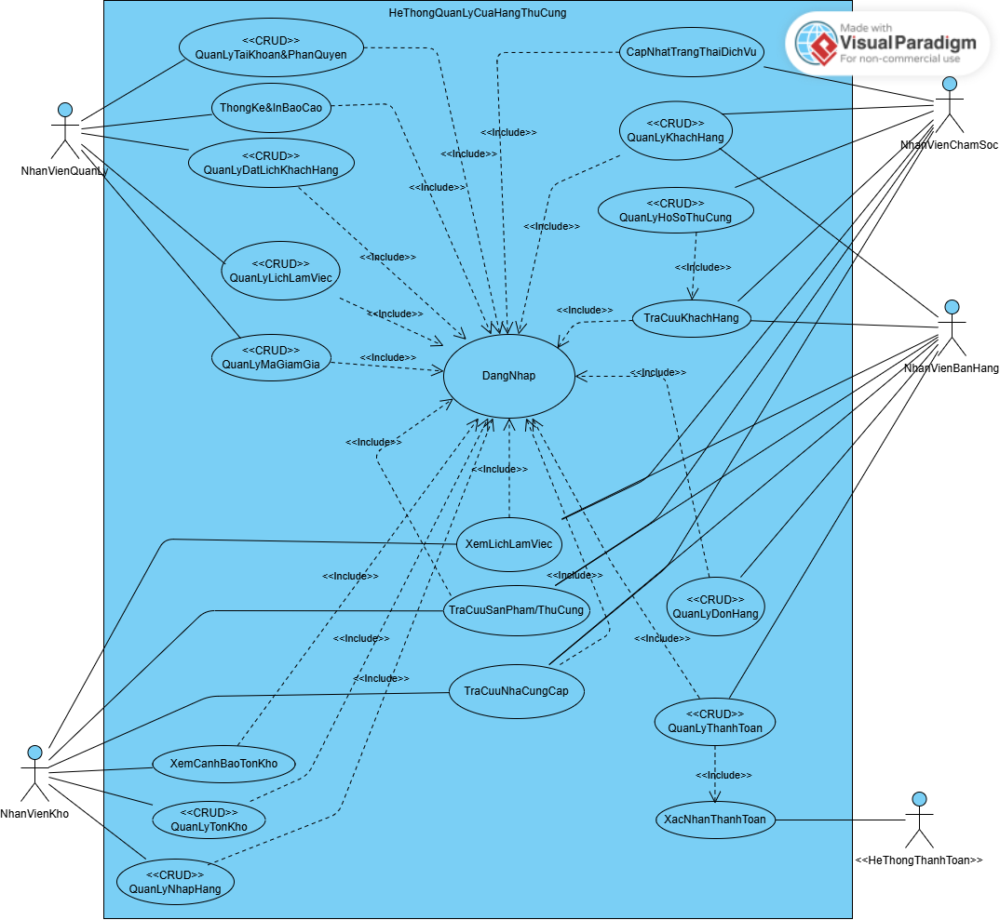 HeThongQuanLyCuaHangThuCung
Made with
Visual Paradigm
For non-commercial use
<<CRUD>>
QuanLyTaiKhoan&PhanQuyen
CapNhatTrangThaiDichVu
ThongKe&InBaoCao
<<CRUD>>
QuanLyKhachHang
NhanVienChamSoc
NhanVienQuanLy
<<CRUD>>
QuanLyDatLichKhachHang
<<Include>>
<<Include>>
<<Include>>
<<CRUD>>
QuanLyHoSoThuCung
<<Include>>
<<Include>>
<<Include>>
<<CRUD>>
QuanLyLichLamViec
<<Include>>
<<Include>>
TraCuuKhachHang
<<CRUD>>
QuanLyMaGiamGia
<<Include>>
DangNhap
<<Include>>
NhanVienBanHang
<<Include>>
<<Include>>
XemLichLamViec
<<Include>>
<<Include>>
TraCuuSanPham/ThuCung
<<CRUD>>
QuanLyDonHang
<<Include>>
<<Include>>
<<Include>>
TraCuuNhaCungCap
<<CRUD>>
QuanLyThanhToan
XemCanhBaoTonKho
<<Include>>
NhanVienKho
<<CRUD>>
QuanLyTonKho
XacNhanThanhToan
<<HeThongThanhToan>>
<<CRUD>>
QuanLyNhapHang